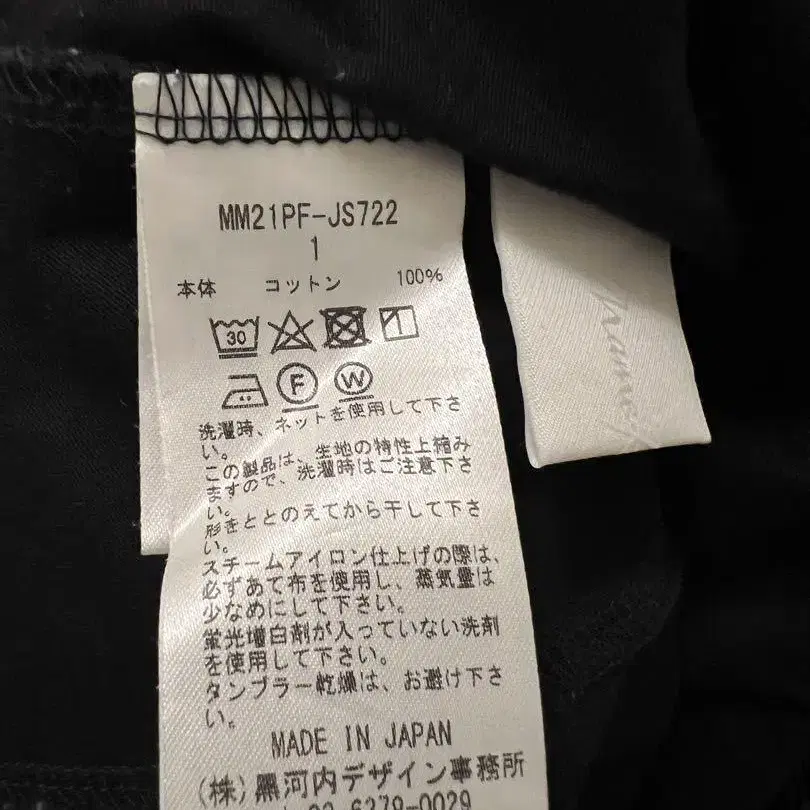 MM21PF-JS722
1
本体 コットン 100%
30
1
F W
洗濯時、ネットを使用して下さ
い。
この製品は、生地の特性上縮み
ますので、洗濯時はご注意下さ
い。
形をととのえてから干して下さ
い。
スチームアイロン仕上げの際は、
必ずあて布を使用し、蒸気量は
少なめにして下さい。
蛍光増白剤が入っていない洗剤
を使用して下さい。
タンブラー乾燥は、お避け下さ
い。
MADE IN JAPAN
(株)黒河内デザイン事務所
6279-0029